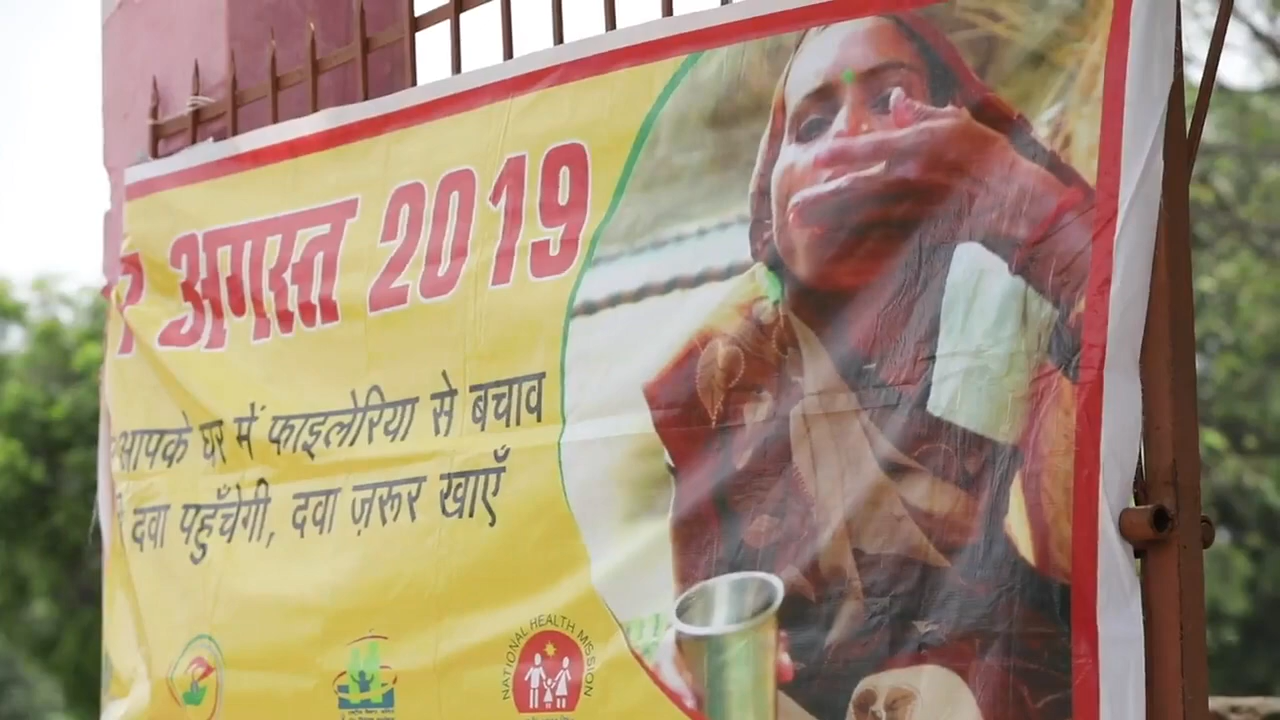 अगस्त 2019
आपके घर में फाइलेरिया से बचाव
दवा पहुँचेगी, दवा ज़रूर खाएँ
NATIONAL HEALTH MISSION